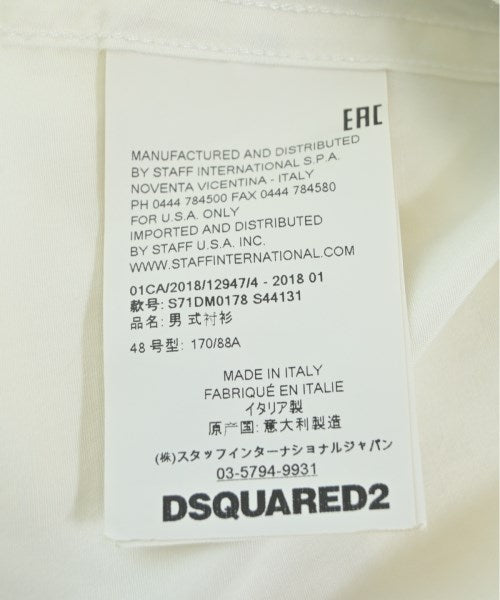 EAC
MANUFACTURED AND DISTRIBUTED
BY STAFF INTERNATIONAL S.P.A.
NOVENTA VICENTINA - ITALY
PH 0444 784500 FAX 0444 784580
FOR U.S.A. ONLY
IMPORTED AND DISTRIBUTED
BY STAFF U.S.A. INC.
WWW.STAFFINTERNATIONAL.COM
01CA/2018/12947/4 - 2018 01
款号: S71DM0178 S44131
品名: 男式衬衫
48 号型: 170/88A
MADE IN ITALY
FABRIQUÉ EN ITALIE
イタリア製
原产国: 意大利製造
(株)スタッフインターナショナルジャパン
03-5794-9931
DSQUARED2